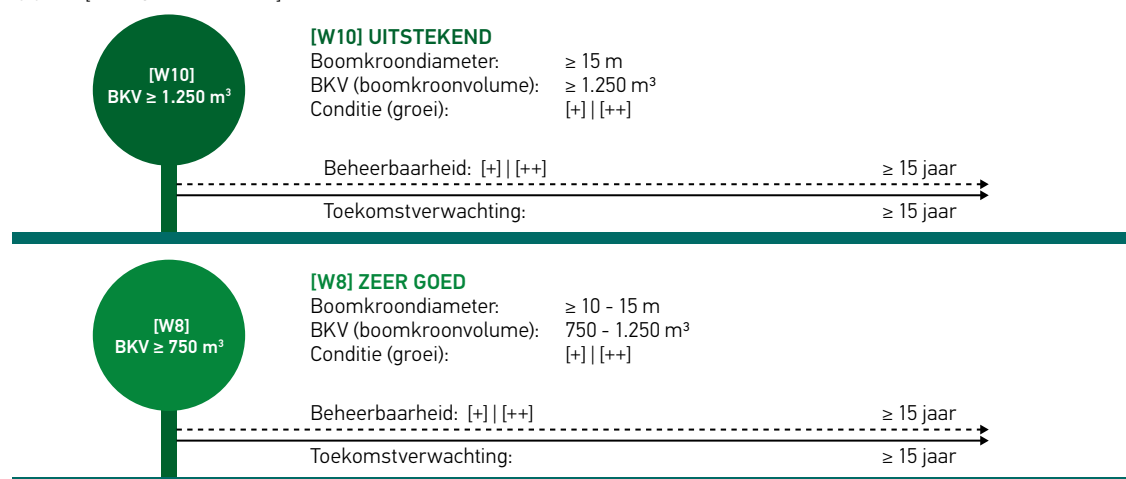 [W10]
BKV ≥ 1.250 m³
[W10] UITSTEKEND
Boomkroondiameter: ≥ 15 m
BKV (boomkroonvolume): ≥ 1.250 m³
Conditie (groei): [+] | [++]
Beheerbaarheid: [+] | [++] ≥ 15 jaar
Toekomstverwachting: ≥ 15 jaar
[W8]
BKV ≥ 750 m³
[W8] ZEER GOED
Boomkroondiameter: ≥ 10 - 15 m
BKV (boomkroonvolume): 750 - 1.250 m³
Conditie (groei): [+] | [++]
Beheerbaarheid: [+] | [++] ≥ 15 jaar
Toekomstverwachting: ≥ 15 jaar